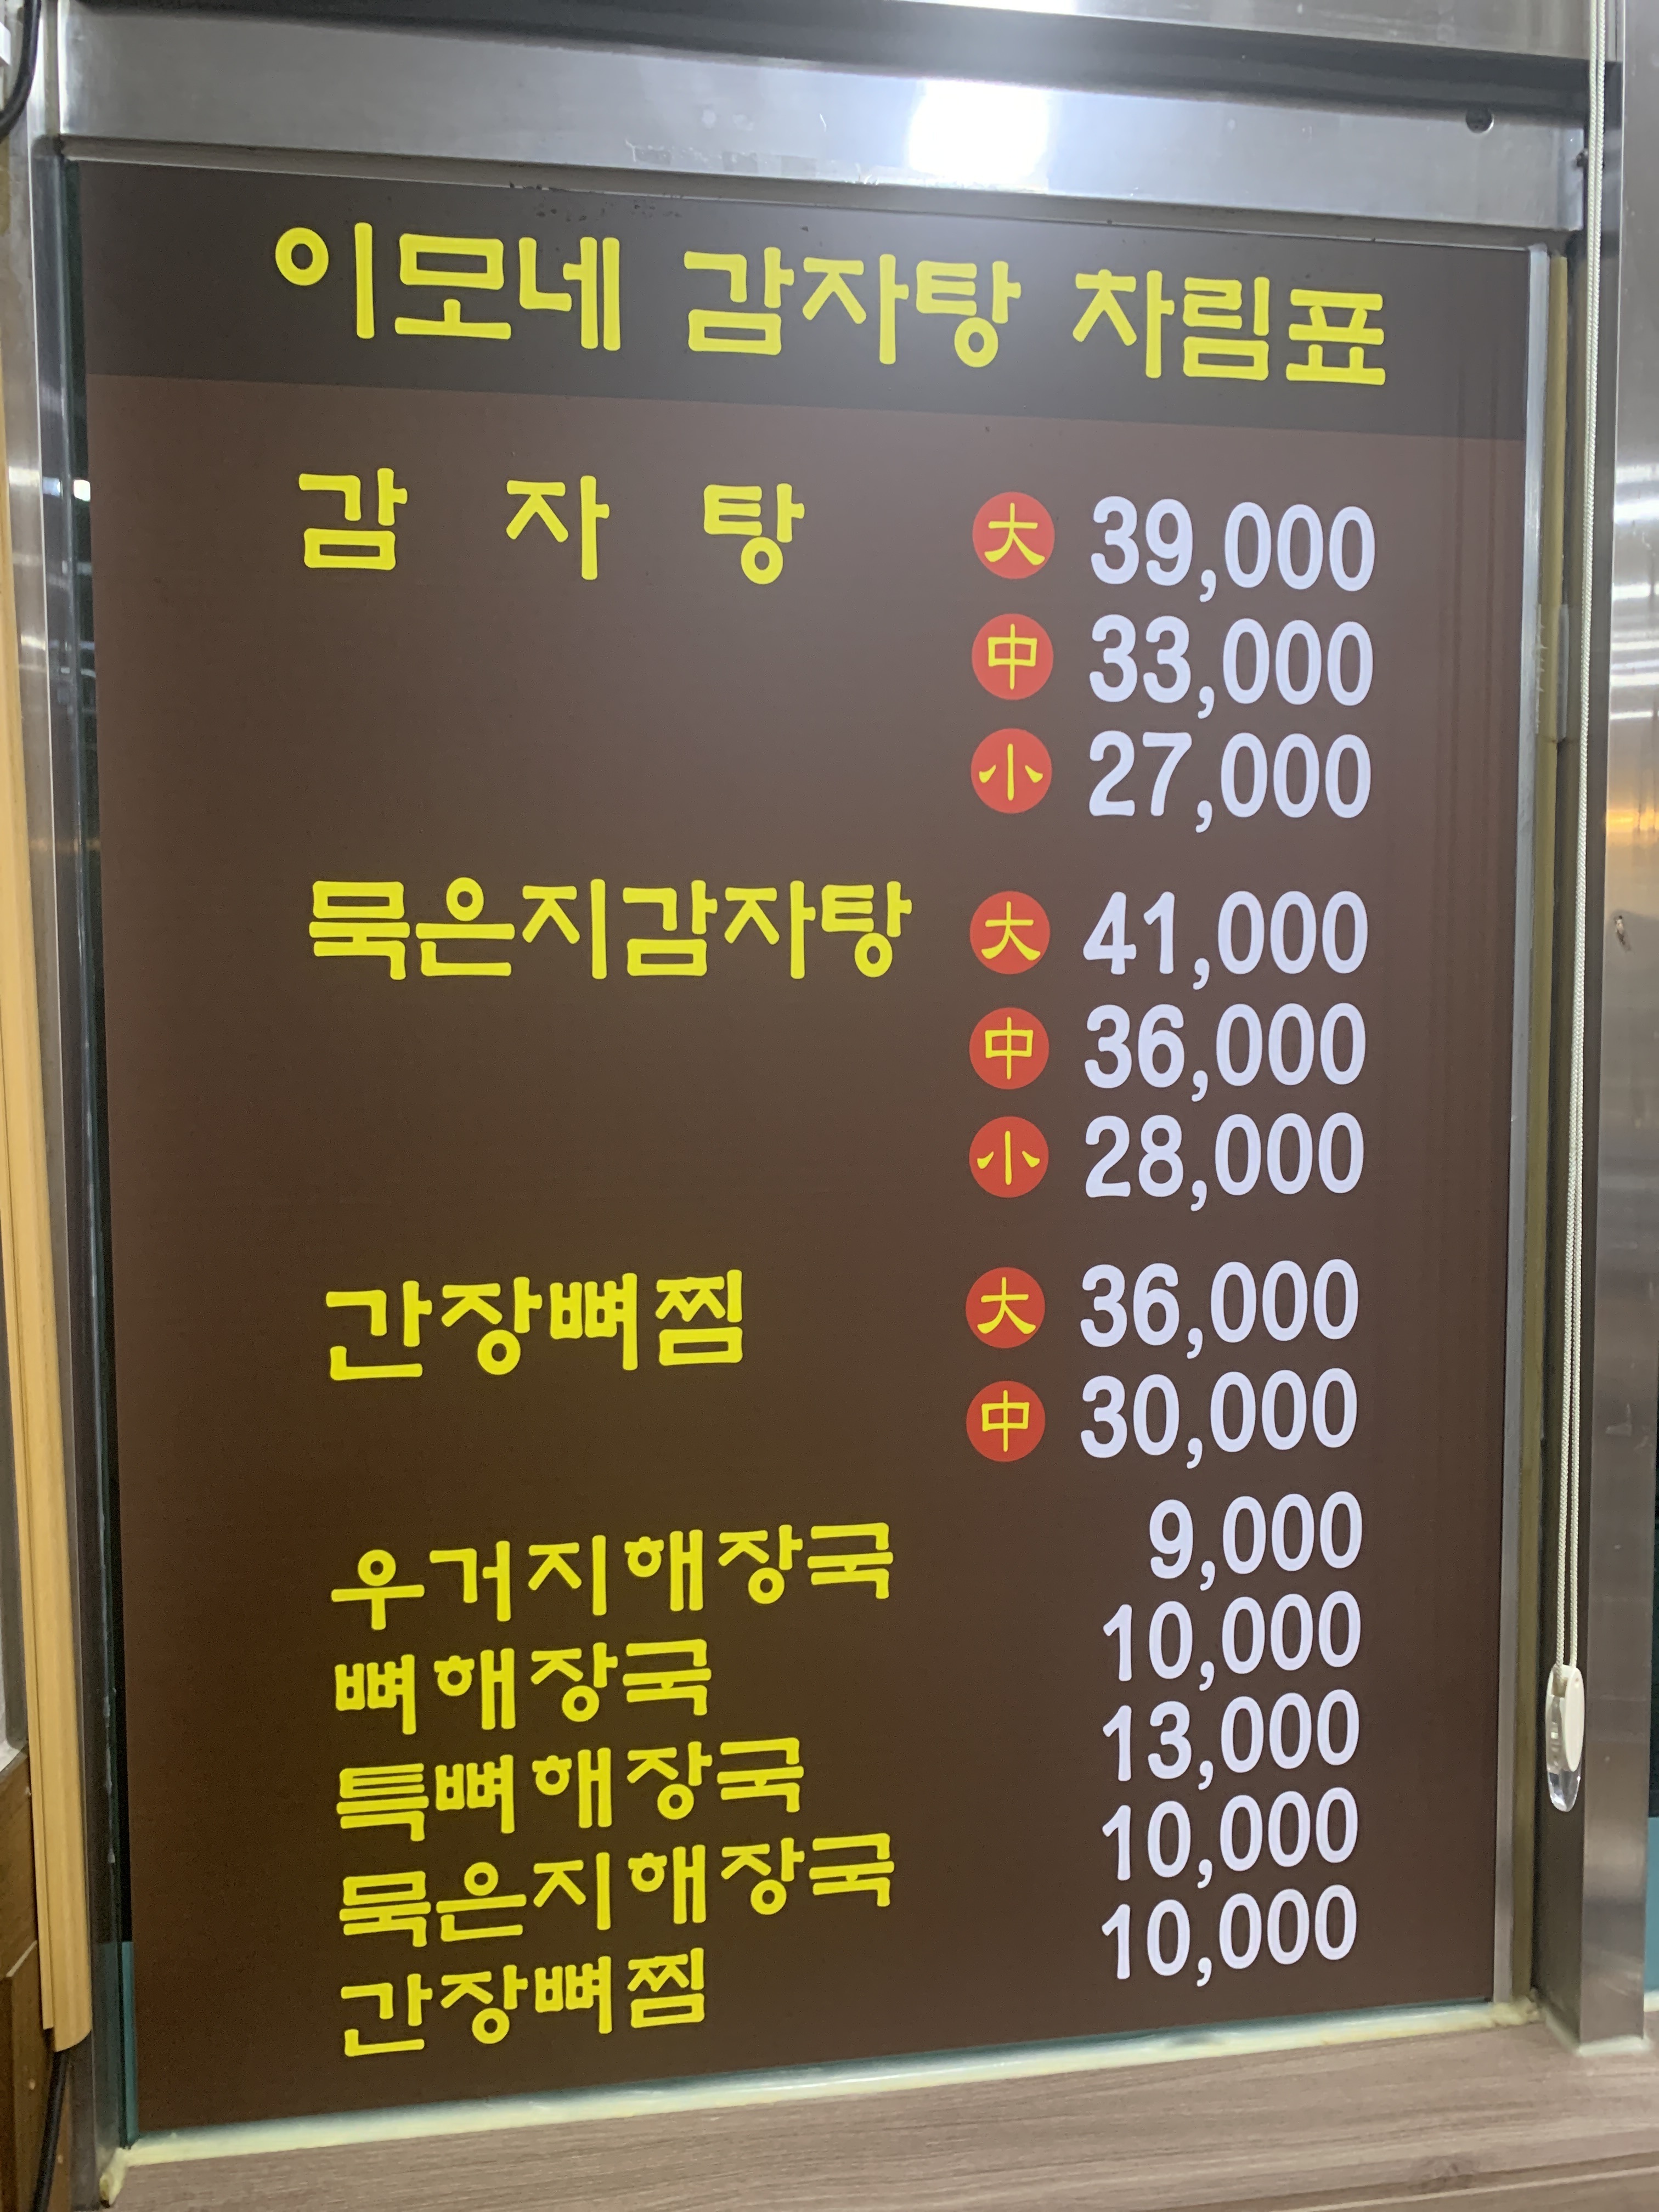 이모네 감자탕 차림표
감 자 탕 大 39,000
中 33,000
小 27,000
묵은지감자탕 大 41,000
中 36,000
小 28,000
간장뼈찜 大 36,000
中 30,000
우거지해장국 9,000
뼈해장국 10,000
특뼈해장국 13,000
묵은지해장국 10,000
간장뼈찜 10,000